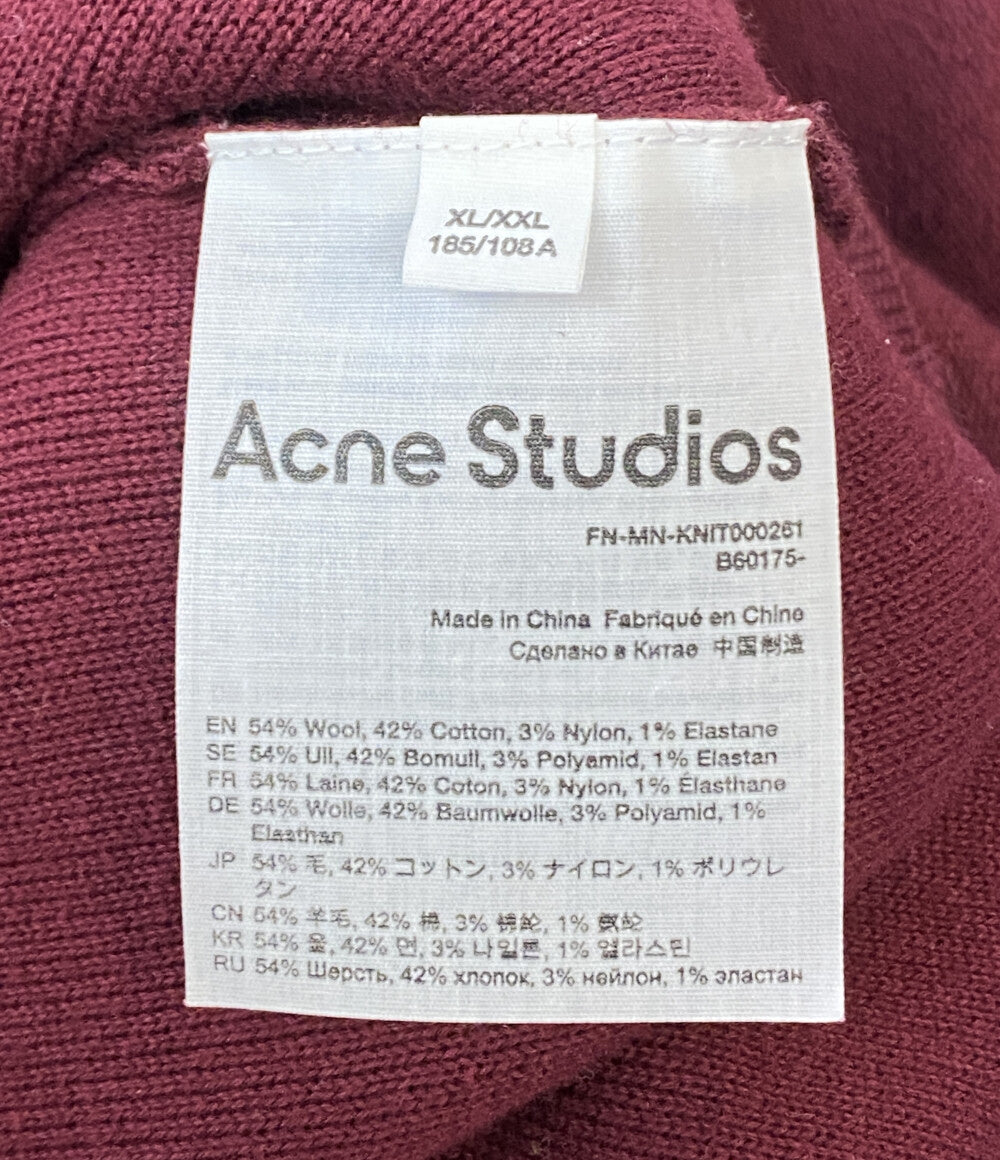 XL/XXL
185/108A
Acne Studios
FN-MN-KNIT000261
B60175-
Made in China Fabriqué en Chine
Сделано в Китае 中国制造
EN 54% Wool, 42% Cotton, 3% Nylon, 1% Elastane
SE 54% Ull, 42% Bomull, 3% Polyamid, 1% Elastan
FR 54% Laine, 42% Coton, 3% Nylon, 1% Élasthane
DE 54% Wolle, 42% Baumwolle, 3% Polyamid, 1%
Elasthan
JP 54% 毛, 42% コットン, 3% ナイロン, 1% ポリウレ
タン
CN 54% 羊毛, 42% 棉, 3% 锦纶, 1% 氨纶
KR 54% 울, 42% 면, 3% 나일론, 1% 엘라스틴
RU 54% Шерсть, 42% хлопок, 3% нейлон, 1% эластан